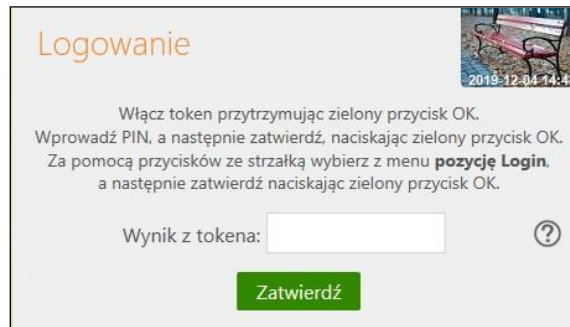 Logowanie
2019-12-04 14:4
Włącz token przytrzymując zielony przycisk OK.
Wprowadź PIN, a następnie zatwierdź, naciskając zielony przycisk OK.
Za pomocą przycisków ze strzałką wybierz z menu pozycję Login,
a następnie zatwierdź naciskając zielony przycisk OK.
Wynik z tokena:
?
Zatwierdź